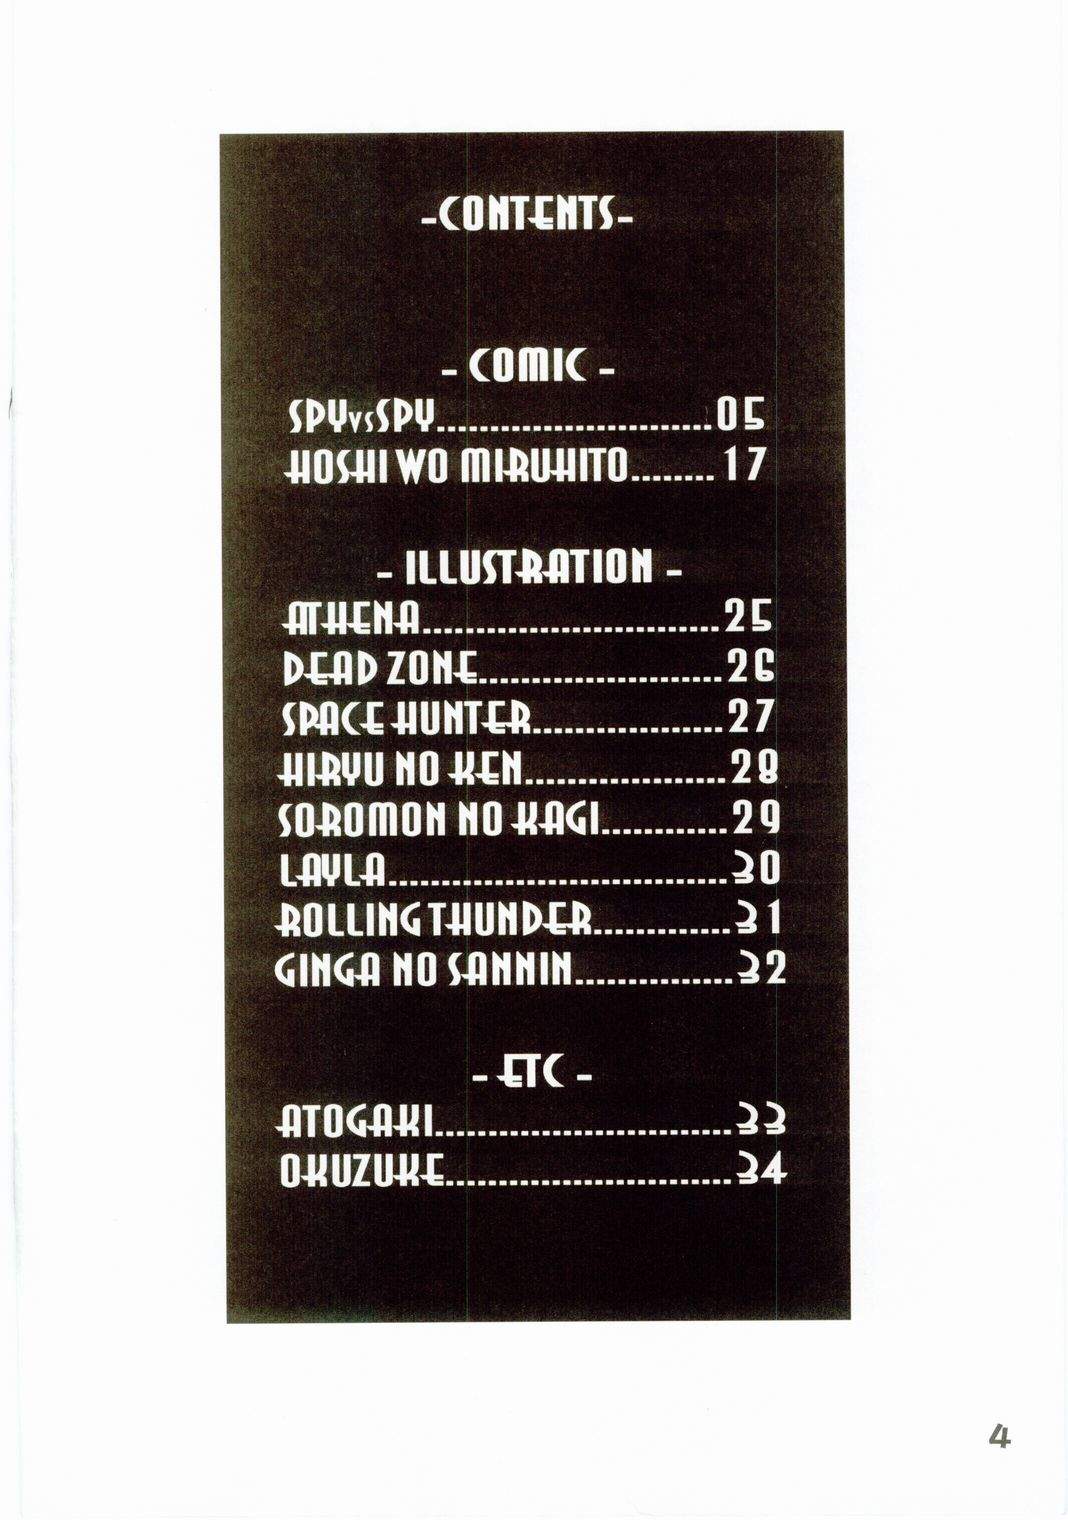 -CONTENTS-
- COMIC -
SPYvsSPY..........................05
HOSHI WO MIRUHITO........17
- ILLUSTRATION -
ATHENA............................25
DEAD ZONE.......................26
SPACE HUNTER..................27
HIRYU NO KEN...................28
SOROMON NO KAGI............29
LAYLA................................30
ROLLING THUNDER.............31
GINGA NO SANNIN...............32
- ETC -
ATOGAKI............................33
OKUZUKE...........................34
4